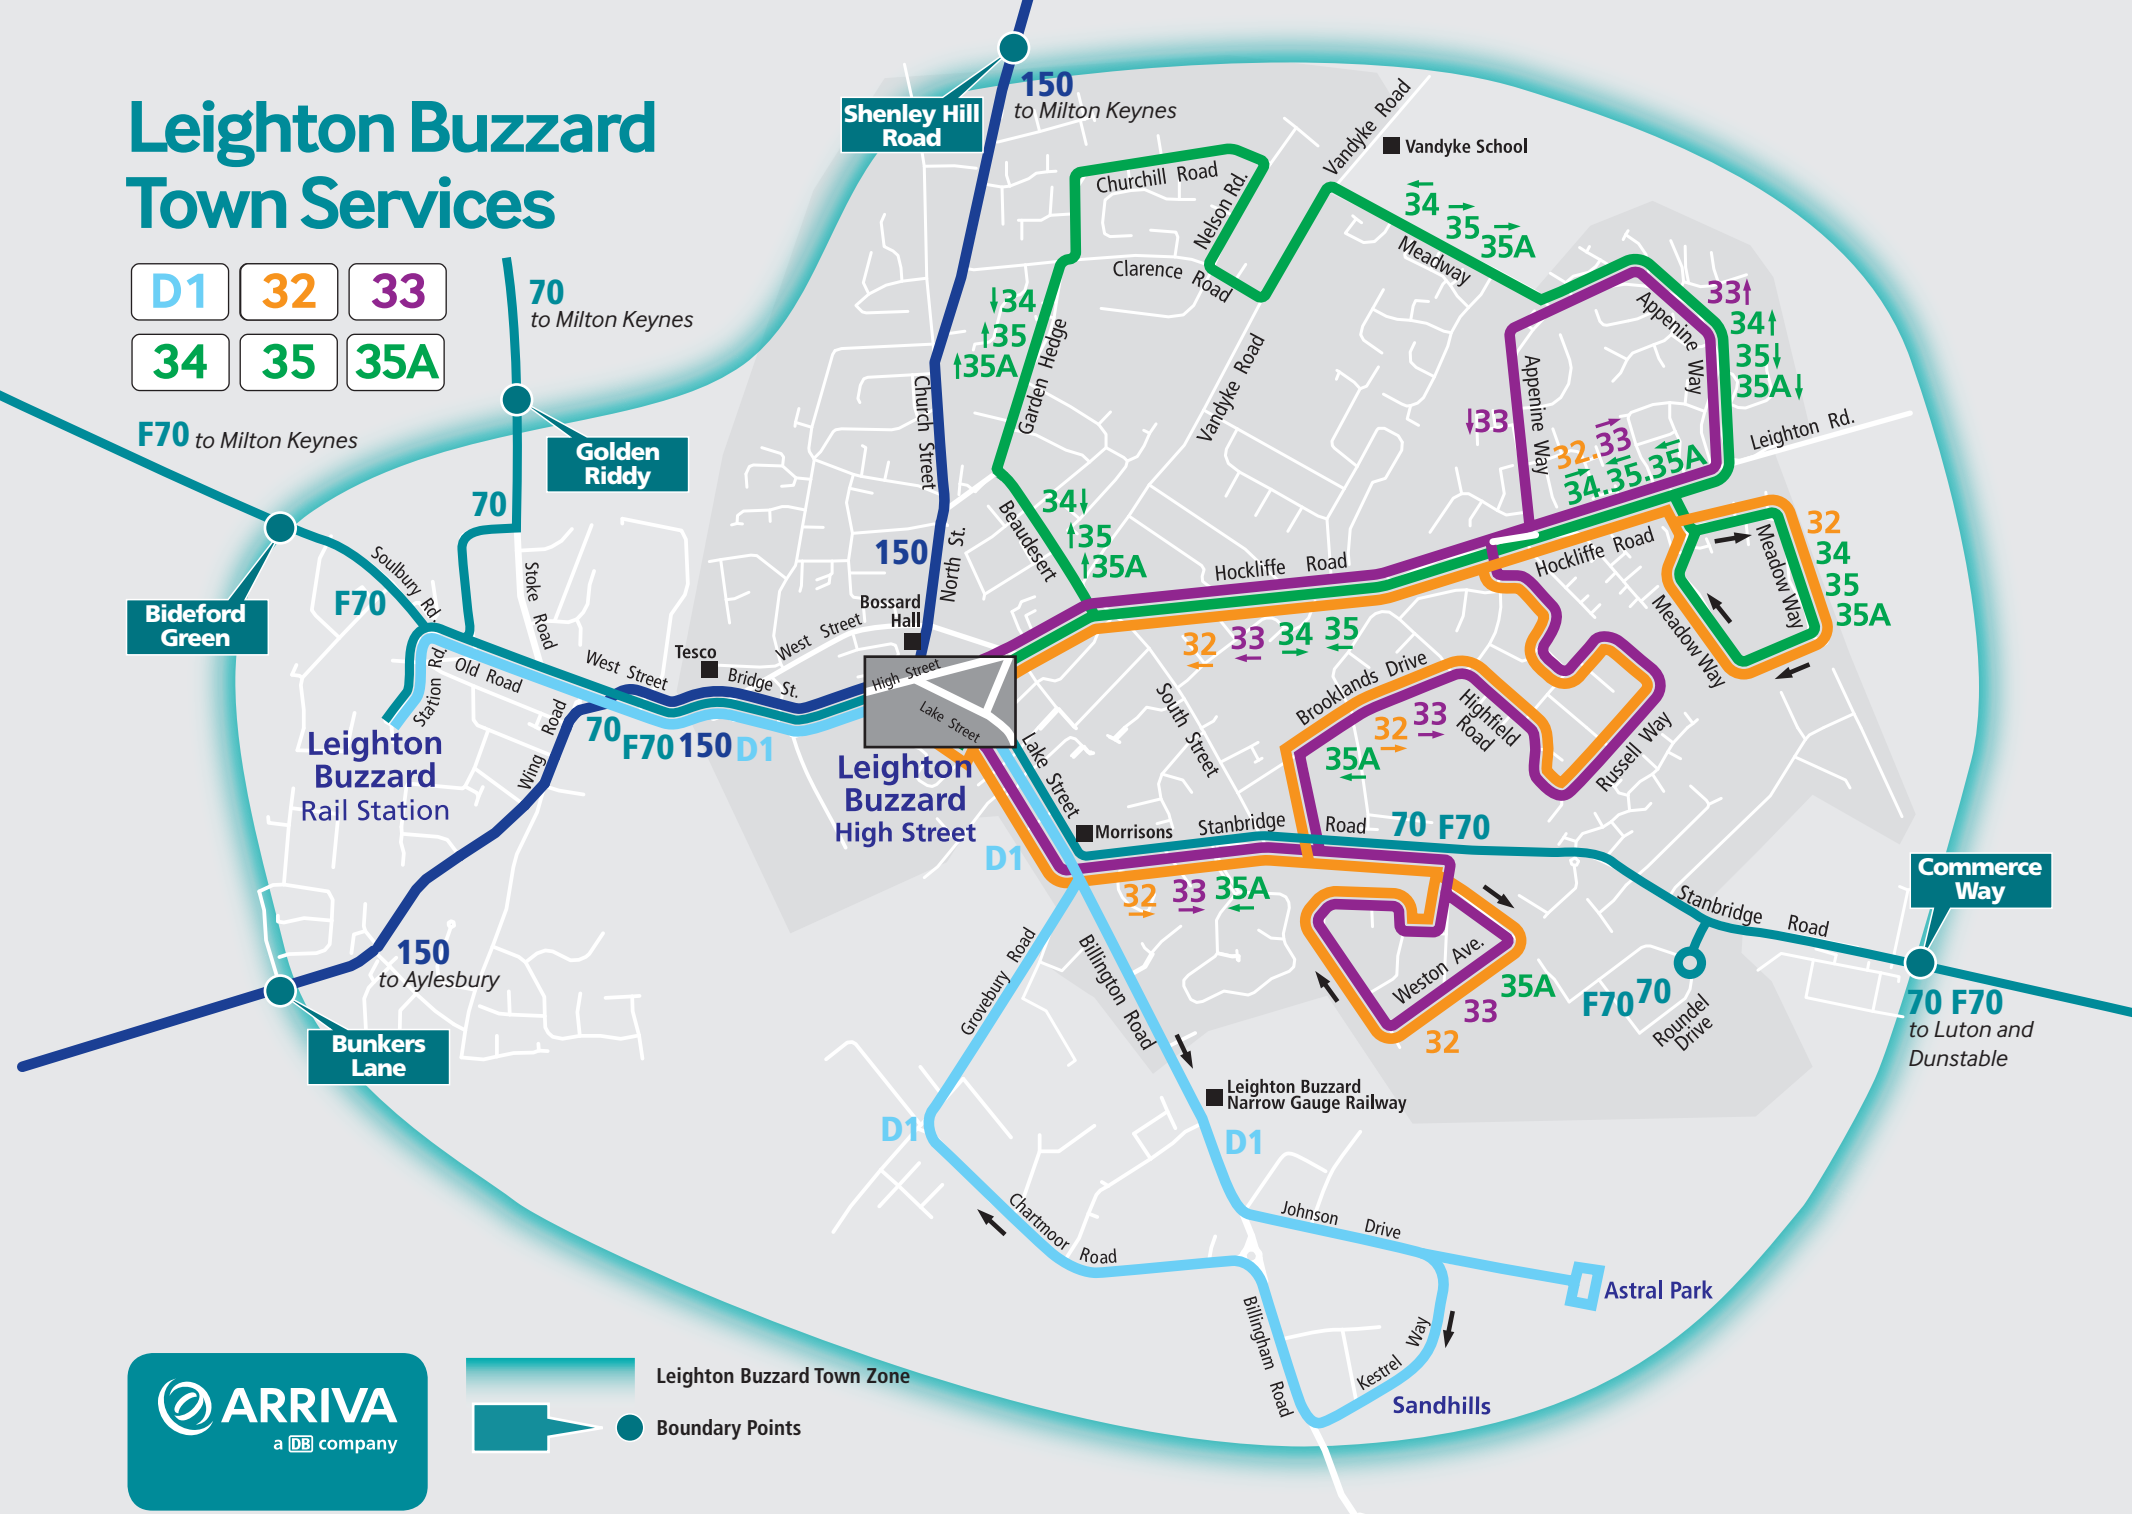 Leighton Buzzard
Town Services
D1
32
33
34
35
35A
150
to Milton Keynes
Shenley Hill
Road
70
to Milton Keynes
F70 to Milton Keynes
Golden
Riddy
70
Bideford
Green
Soulbury Rd.
F70
Stoke Road
Station Rd.
Old Road
West Street
Tesco
Bridge St.
West Street
Bossard
Hall
150
Church Street
North St.
High Street
Lake Street
Wing Road
70
F70
150
D1
Leighton
Buzzard
Rail Station
Leighton
Buzzard
High Street
150
to Aylesbury
Bunkers
Lane
Vandyke Road
Vandyke School
Churchill Road
Nelson Rd.
Clarence Road
34
35
35A
Meadway
34
35
35A
Garden Hedge
Vandyke Road
Appenine Way
33
34
35
35A
33
Appenine Way
32.33
34.35.35A
Leighton Rd.
34
35
35A
Beaudesert
Hockliffe Road
Hockliffe Road
Meadow Way
Meadow Way
32
34
35
35A
32
33
34
35
Brooklands Drive
Highfield
Road
32
33
35A
Russell Way
South Street
Lake Street
Morrisons
Stanbridge Road
70 F70
D1
32
33
35A
Weston Ave.
35A
33
32
Stanbridge Road
Commerce
Way
F70
70
Roundel
Drive
70 F70
to Luton and
Dunstable
Grovebury Road
Billington Road
Leighton Buzzard
Narrow Gauge Railway
D1
D1
Chartmoor Road
Johnson Drive
Astral Park
Billingham Road
Kestrel Way
Sandhills
ARRIVA
a DB company
Leighton Buzzard Town Zone
Boundary Points